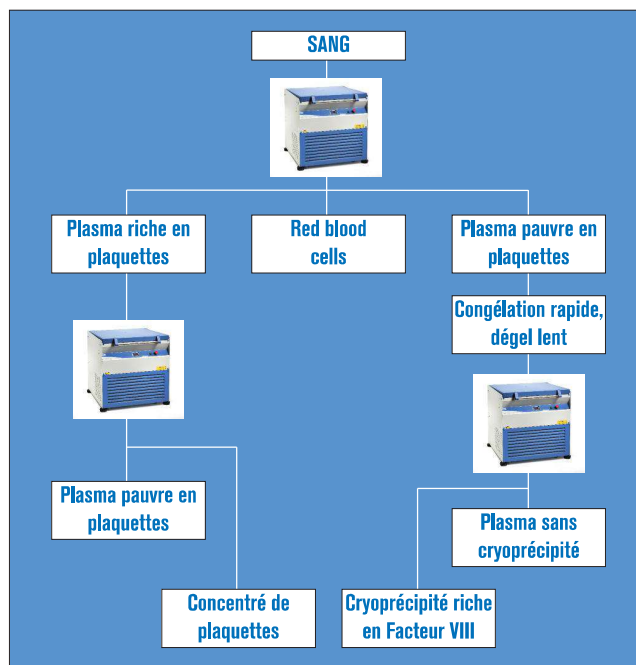 SANG
Plasma riche en
plaquettes
Red blood
cells
Plasma pauvre en
plaquettes
Congélation rapide,
dégel lent
Plasma pauvre en
plaquettes
Plasma sans
cryoprécipité
Concentré de
plaquettes
Cryoprécipité riche
en Facteur VIII